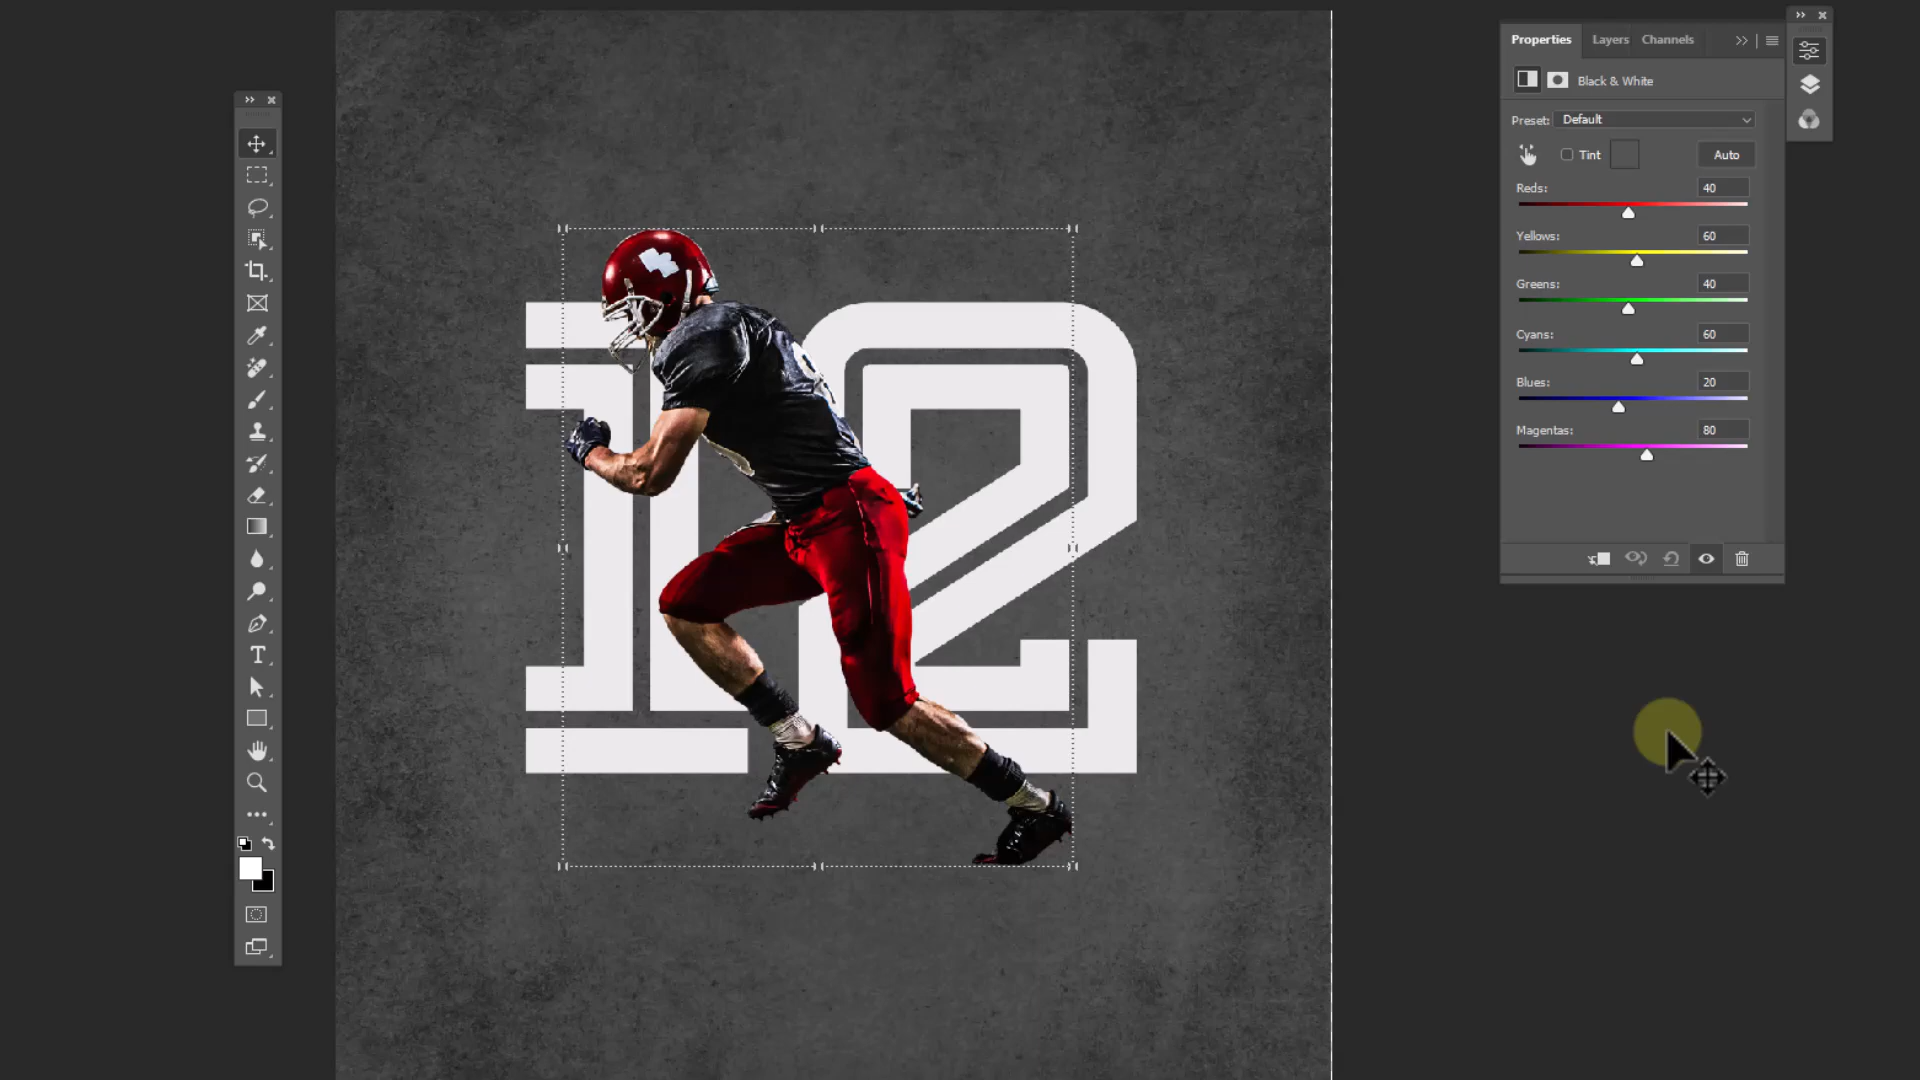 Properties Layers Channels
Black & White
Preset: Default
Tint Auto
Reds: 40
Yellows: 60
Greens: 40
Cyans: 60
Blues: 20
Magentas: 80
12
T